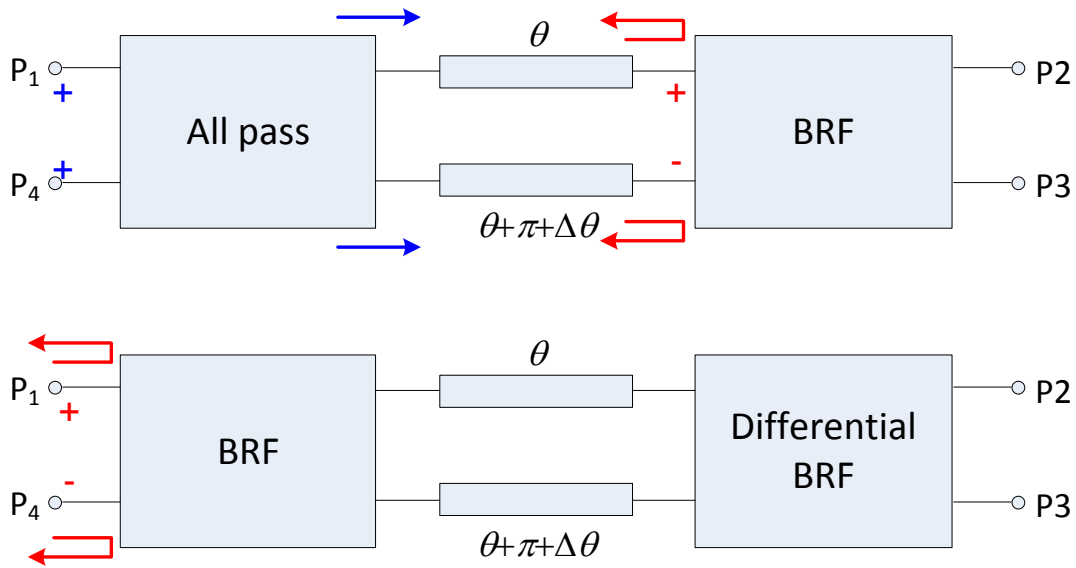 θ
P₁
+
All pass
+
-
BRF
P2
+
P₄
P3
θ+π+Δθ
θ
P₁
+
BRF
Differential
BRF
P2
-
P₄
P3
θ+π+Δθ